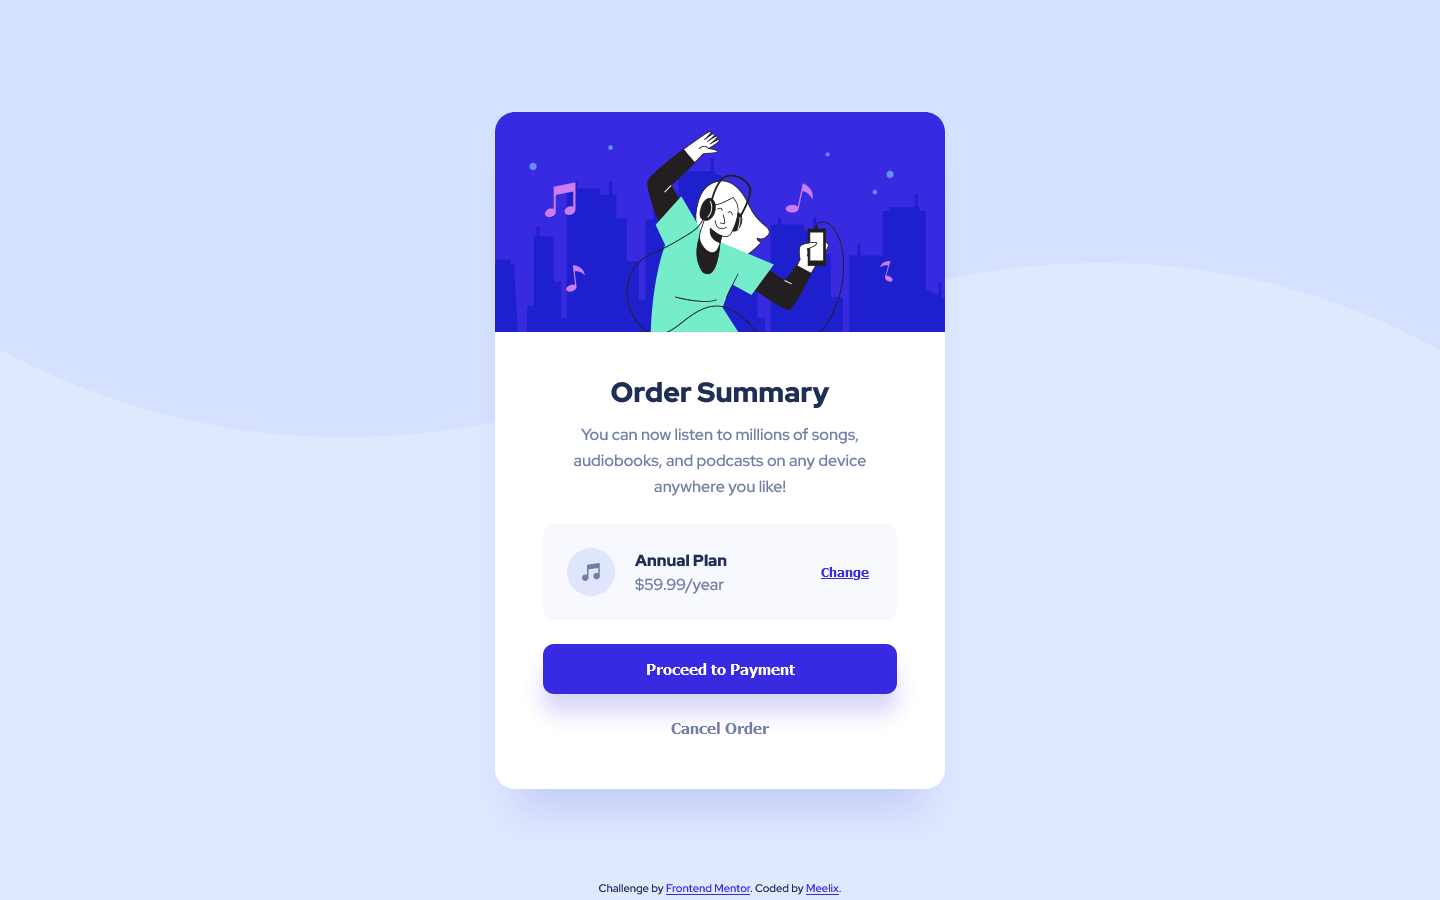 Order Summary
You can now listen to millions of songs,
audiobooks, and podcasts on any device
anywhere you like!
Annual Plan
$59.99/year
Change
Proceed to Payment
Cancel Order
Challenge by Frontend Mentor. Coded by Meelix.